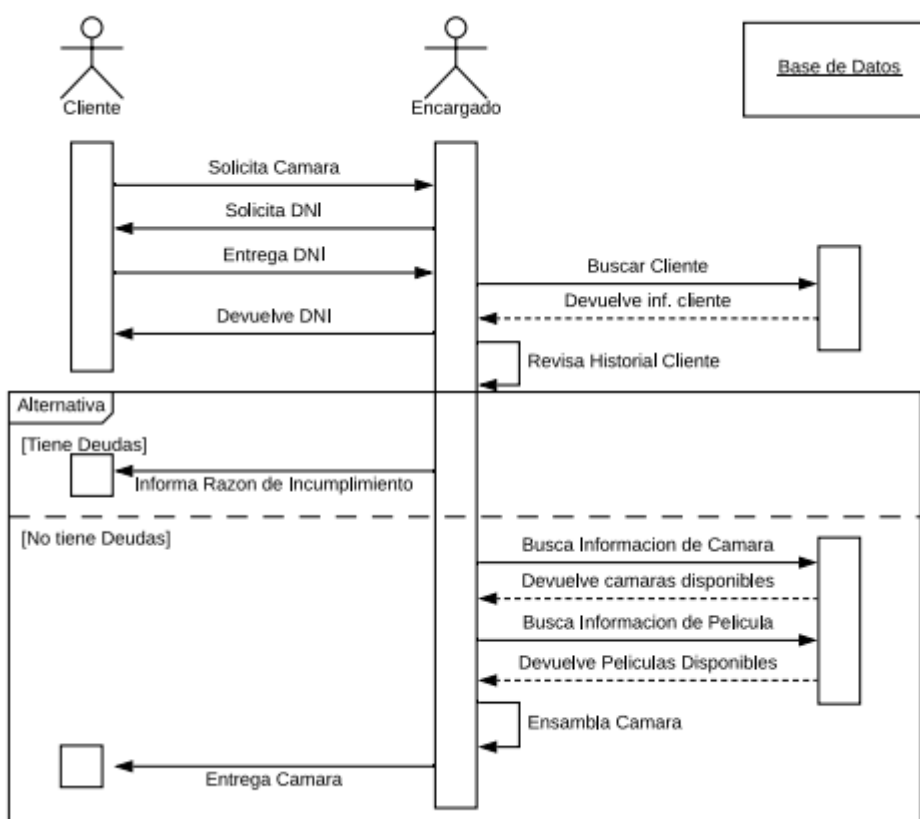 Cliente
Encargado
Base de Datos
Solicita Camara
Solicita DNI
Entrega DNI
Buscar Cliente
Devuelve inf. cliente
Devuelve DNI
Revisa Historial Cliente
Alternativa
[Tiene Deudas]
Informa Razon de Incumplimiento
[No tiene Deudas]
Busca Informacion de Camara
Devuelve camaras disponibles
Busca Informacion de Pelicula
Devuelve Peliculas Disponibles
Ensambla Camara
Entrega Camara